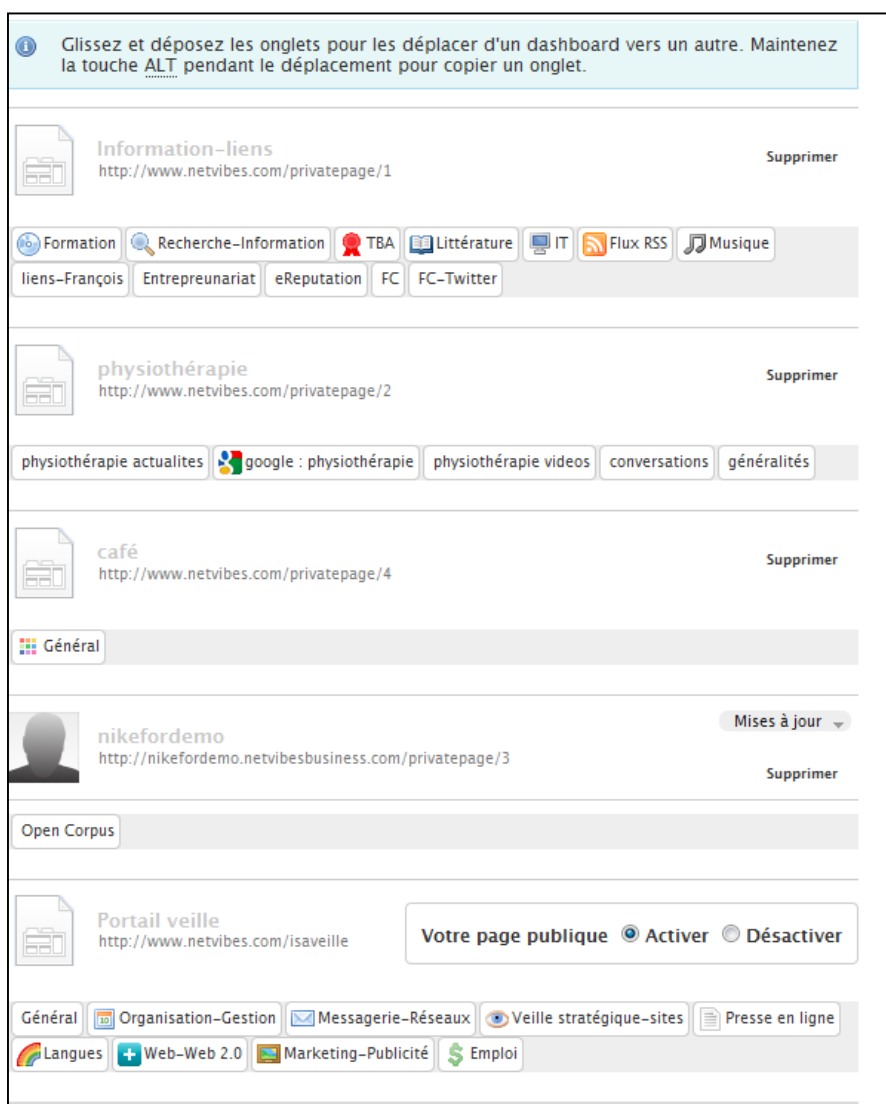 Glissez et déposez les onglets pour les déplacer d'un dashboard vers un autre. Maintenez
la touche ALT pendant le déplacement pour copier un onglet.
Information-liens
http://www.netvibes.com/privatepage/1
Supprimer
Formation Recherche-Information TBA Littérature IT Flux RSS Musique
liens-François Entrepreunariat eReputation FC FC-Twitter
physiothérapie
http://www.netvibes.com/privatepage/2
Supprimer
physiothérapie actualites google : physiothérapie physiothérapie videos conversations généralités
café
http://www.netvibes.com/privatepage/4
Supprimer
Général
Mises à jour
nikefordemo
http://nikefordemo.netvibesbusiness.com/privatepage/3
Supprimer
Open Corpus
Portail veille
http://www.netvibes.com/isaveille
Votre page publique Activer Désactiver
Général 10 Organisation-Gestion Messagerie-Réseaux Veille stratégique-sites Presse en ligne
Langues Web-Web 2.0 Marketing-Publicité $ Emploi